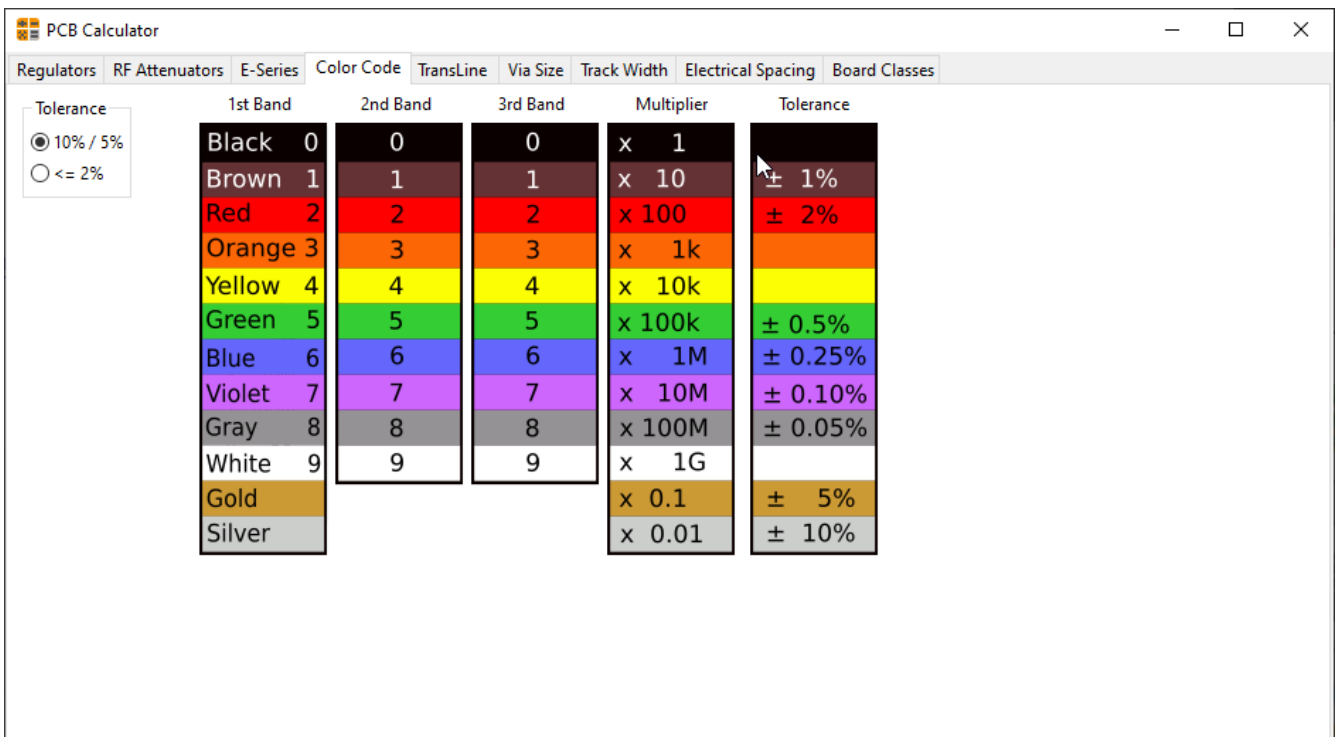 PCB Calculator
Regulators RF Attenuators E-Series Color Code TransLine Via Size Track Width Electrical Spacing Board Classes
Tolerance 1st Band 2nd Band 3rd Band Multiplier Tolerance
10% / 5%
<= 2%
Black 0 0 0 x 1
Brown 1 1 1 x 10 ± 1%
Red 2 2 2 x 100 ± 2%
Orange 3 3 3 x 1k
Yellow 4 4 4 x 10k
Green 5 5 5 x 100k ± 0.5%
Blue 6 6 6 x 1M ± 0.25%
Violet 7 7 7 x 10M ± 0.10%
Gray 8 8 8 x 100M ± 0.05%
White 9 9 9 x 1G
Gold x 0.1 ± 5%
Silver x 0.01 ± 10%